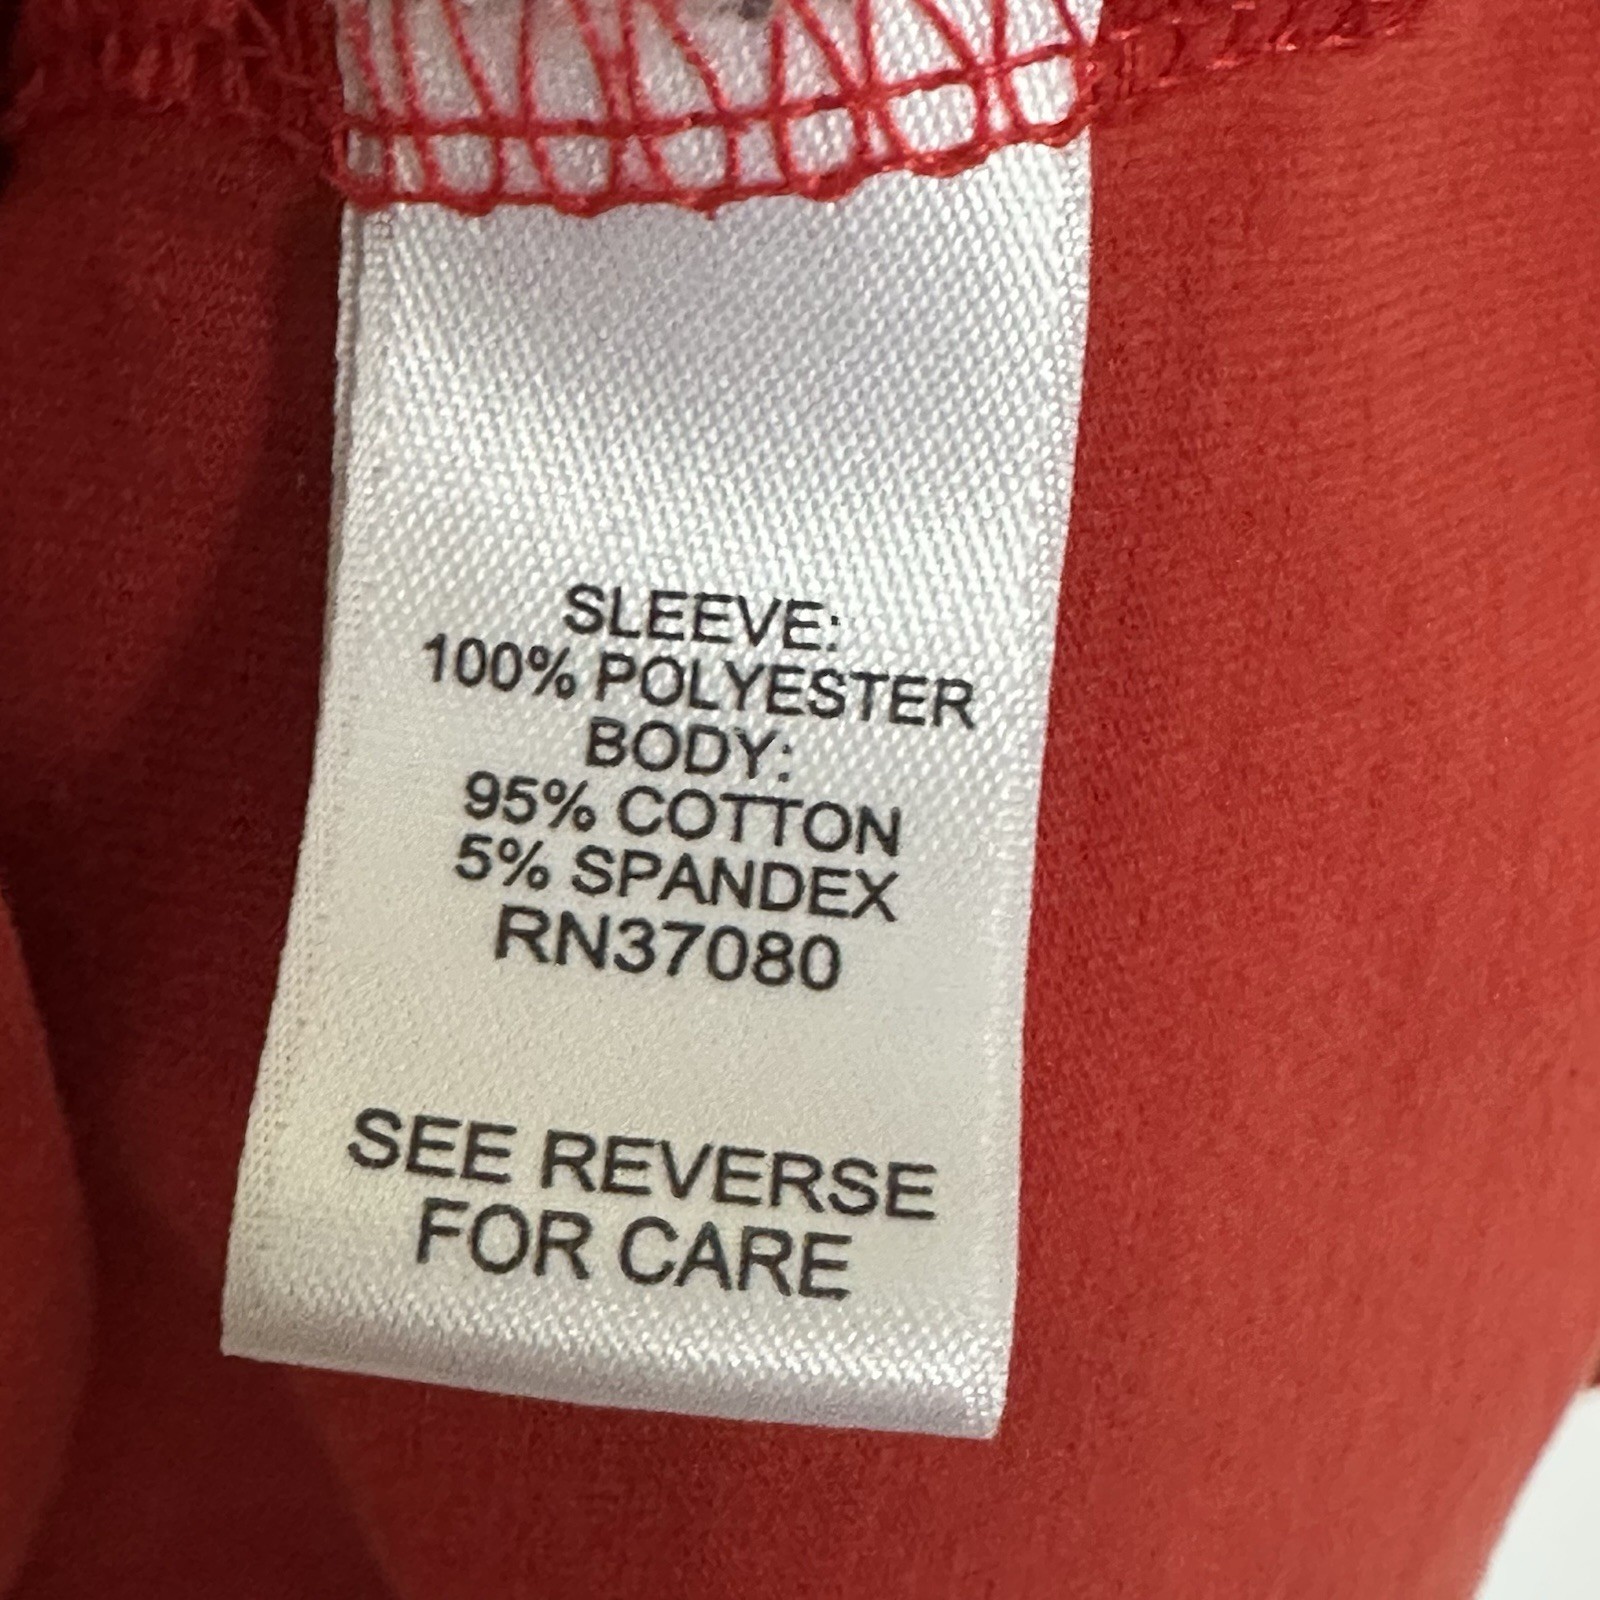 SLEEVE:
100% POLYESTER
BODY:
95% COTTON
5% SPANDEX
RN37080
SEE REVERSE
FOR CARE